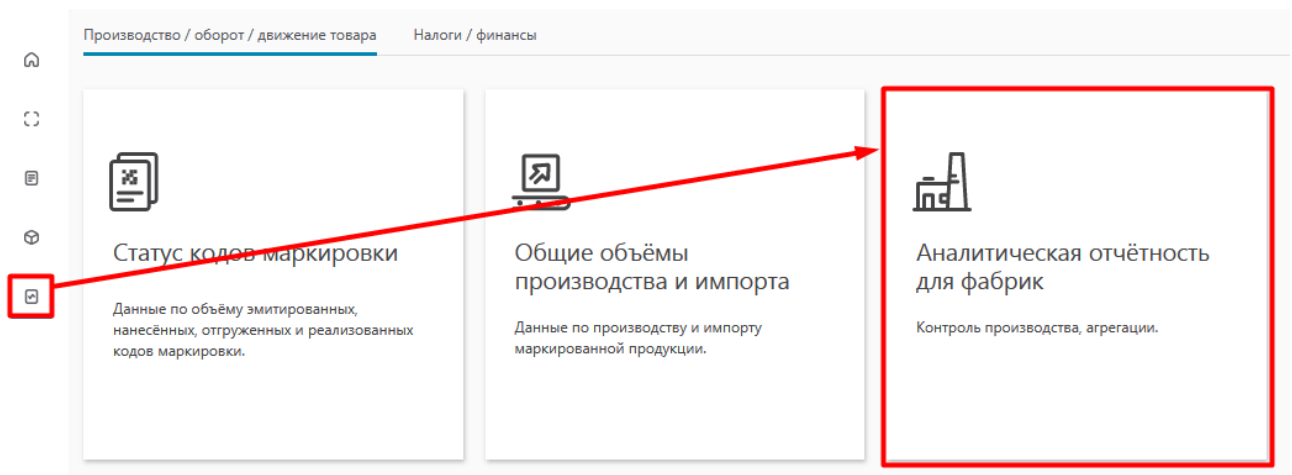 Производство / оборот / движение товара
Налоги / финансы
Статус кодов маркировки
Данные по объёму эмитированных,
нанесённых, отгруженных и реализованных
кодов маркировки.
Общие объёмы
производства и импорта
Данные по производству и импорту
маркированной продукции.
Аналитическая отчётность
для фабрик
Контроль производства, агрегации.